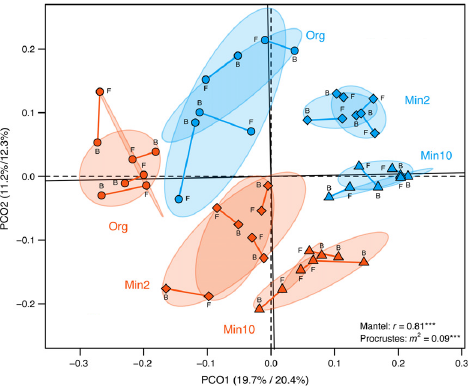 0.2
0.1
0.0
−0.1
−0.2
PCO2 (11.2%/12.3%)
−0.3
−0.2
−0.1
0.0
0.1
0.2
0.3
PCO1 (19.7% / 20.4%)
Org
Min2
Min10
Org
Min2
Min10
F
B
B
F
B
F
B
F
F
B
B
F
B
F
B
B
F
F
B
F
B
F
B
F
B
F
B
F
B
F
B
F
B
F
B
B
F
F
B
F
B
F
B
F
B
F
B
F
B
F
B
F
B
Mantel: r = 0.81***
Procrustes: m² = 0.09***